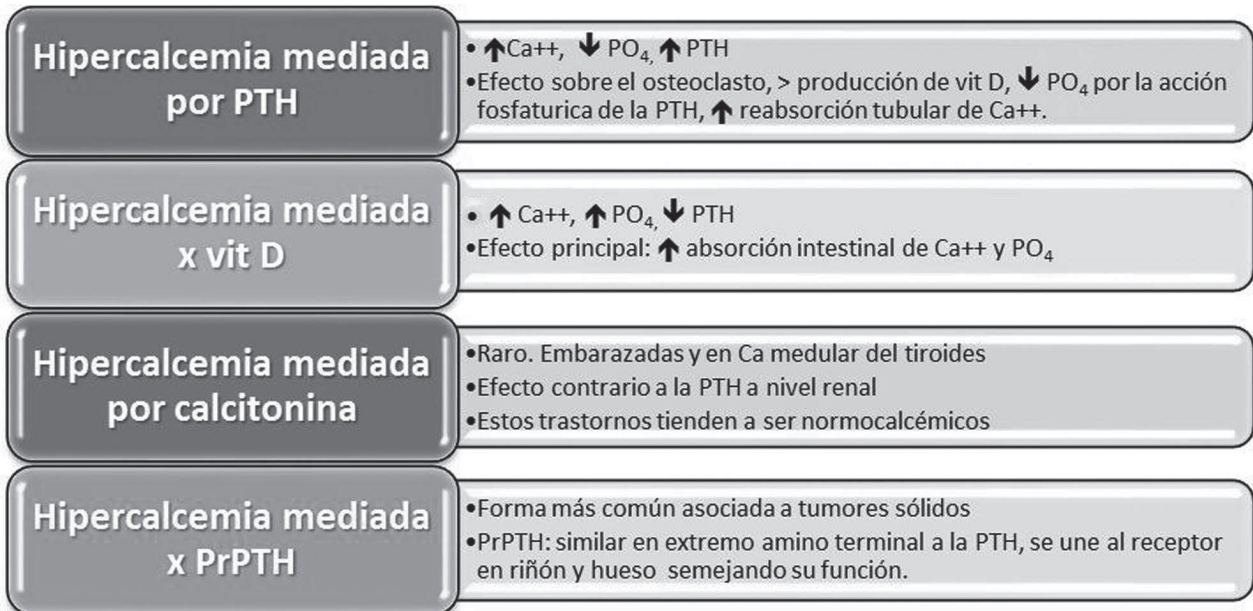 Hipercalcemia mediada
por PTH
• ↑Ca++, ↓ PO₄, ↑ PTH
•Efecto sobre el osteoclasto, > producción de vit D, ↓ PO₄ por la acción
fosfaturica de la PTH, ↑ reabsorción tubular de Ca++.
Hipercalcemia mediada
x vit D
• ↑ Ca++, ↑ PO₄, ↓ PTH
•Efecto principal: ↑ absorción intestinal de Ca++ y PO₄
Hipercalcemia mediada
por calcitonina
•Raro. Embarazadas y en Ca medular del tiroides
•Efecto contrario a la PTH a nivel renal
•Estos trastornos tienden a ser normocalcémicos
Hipercalcemia mediada
x PrPTH
•Forma más común asociada a tumores sólidos
•PrPTH: similar en extremo amino terminal a la PTH, se une al receptor
en riñón y hueso semejando su función.